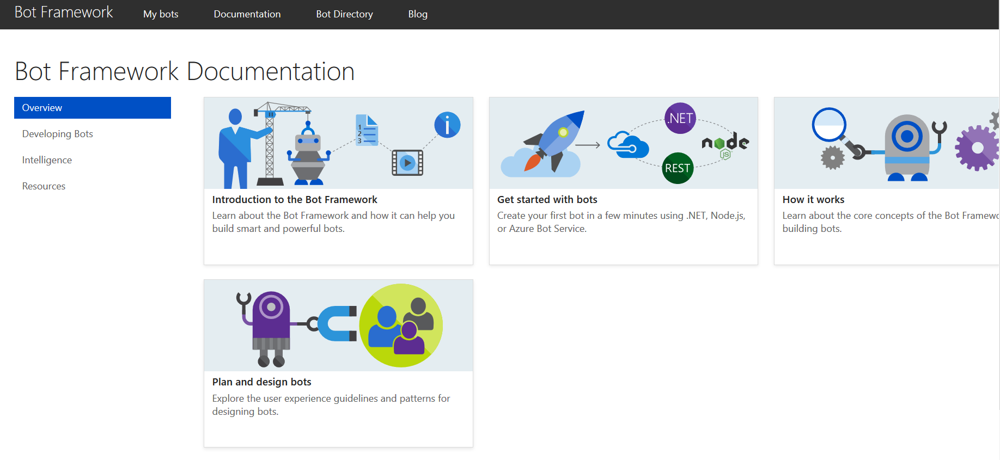 Bot Framework
My bots
Documentation
Bot Directory
Blog
Bot Framework Documentation
Overview
Developing Bots
Intelligence
Resources
1
2
3
i
Introduction to the Bot Framework
Learn about the Bot Framework and how it can help you
build smart and powerful bots.
.NET
node
JS
REST
Get started with bots
Create your first bot in a few minutes using .NET, Node.js,
or Azure Bot Service.
How it works
Learn about the core concepts of the Bot
building bots.
Plan and design bots
Explore the user experience guidelines and patterns for
designing bots.